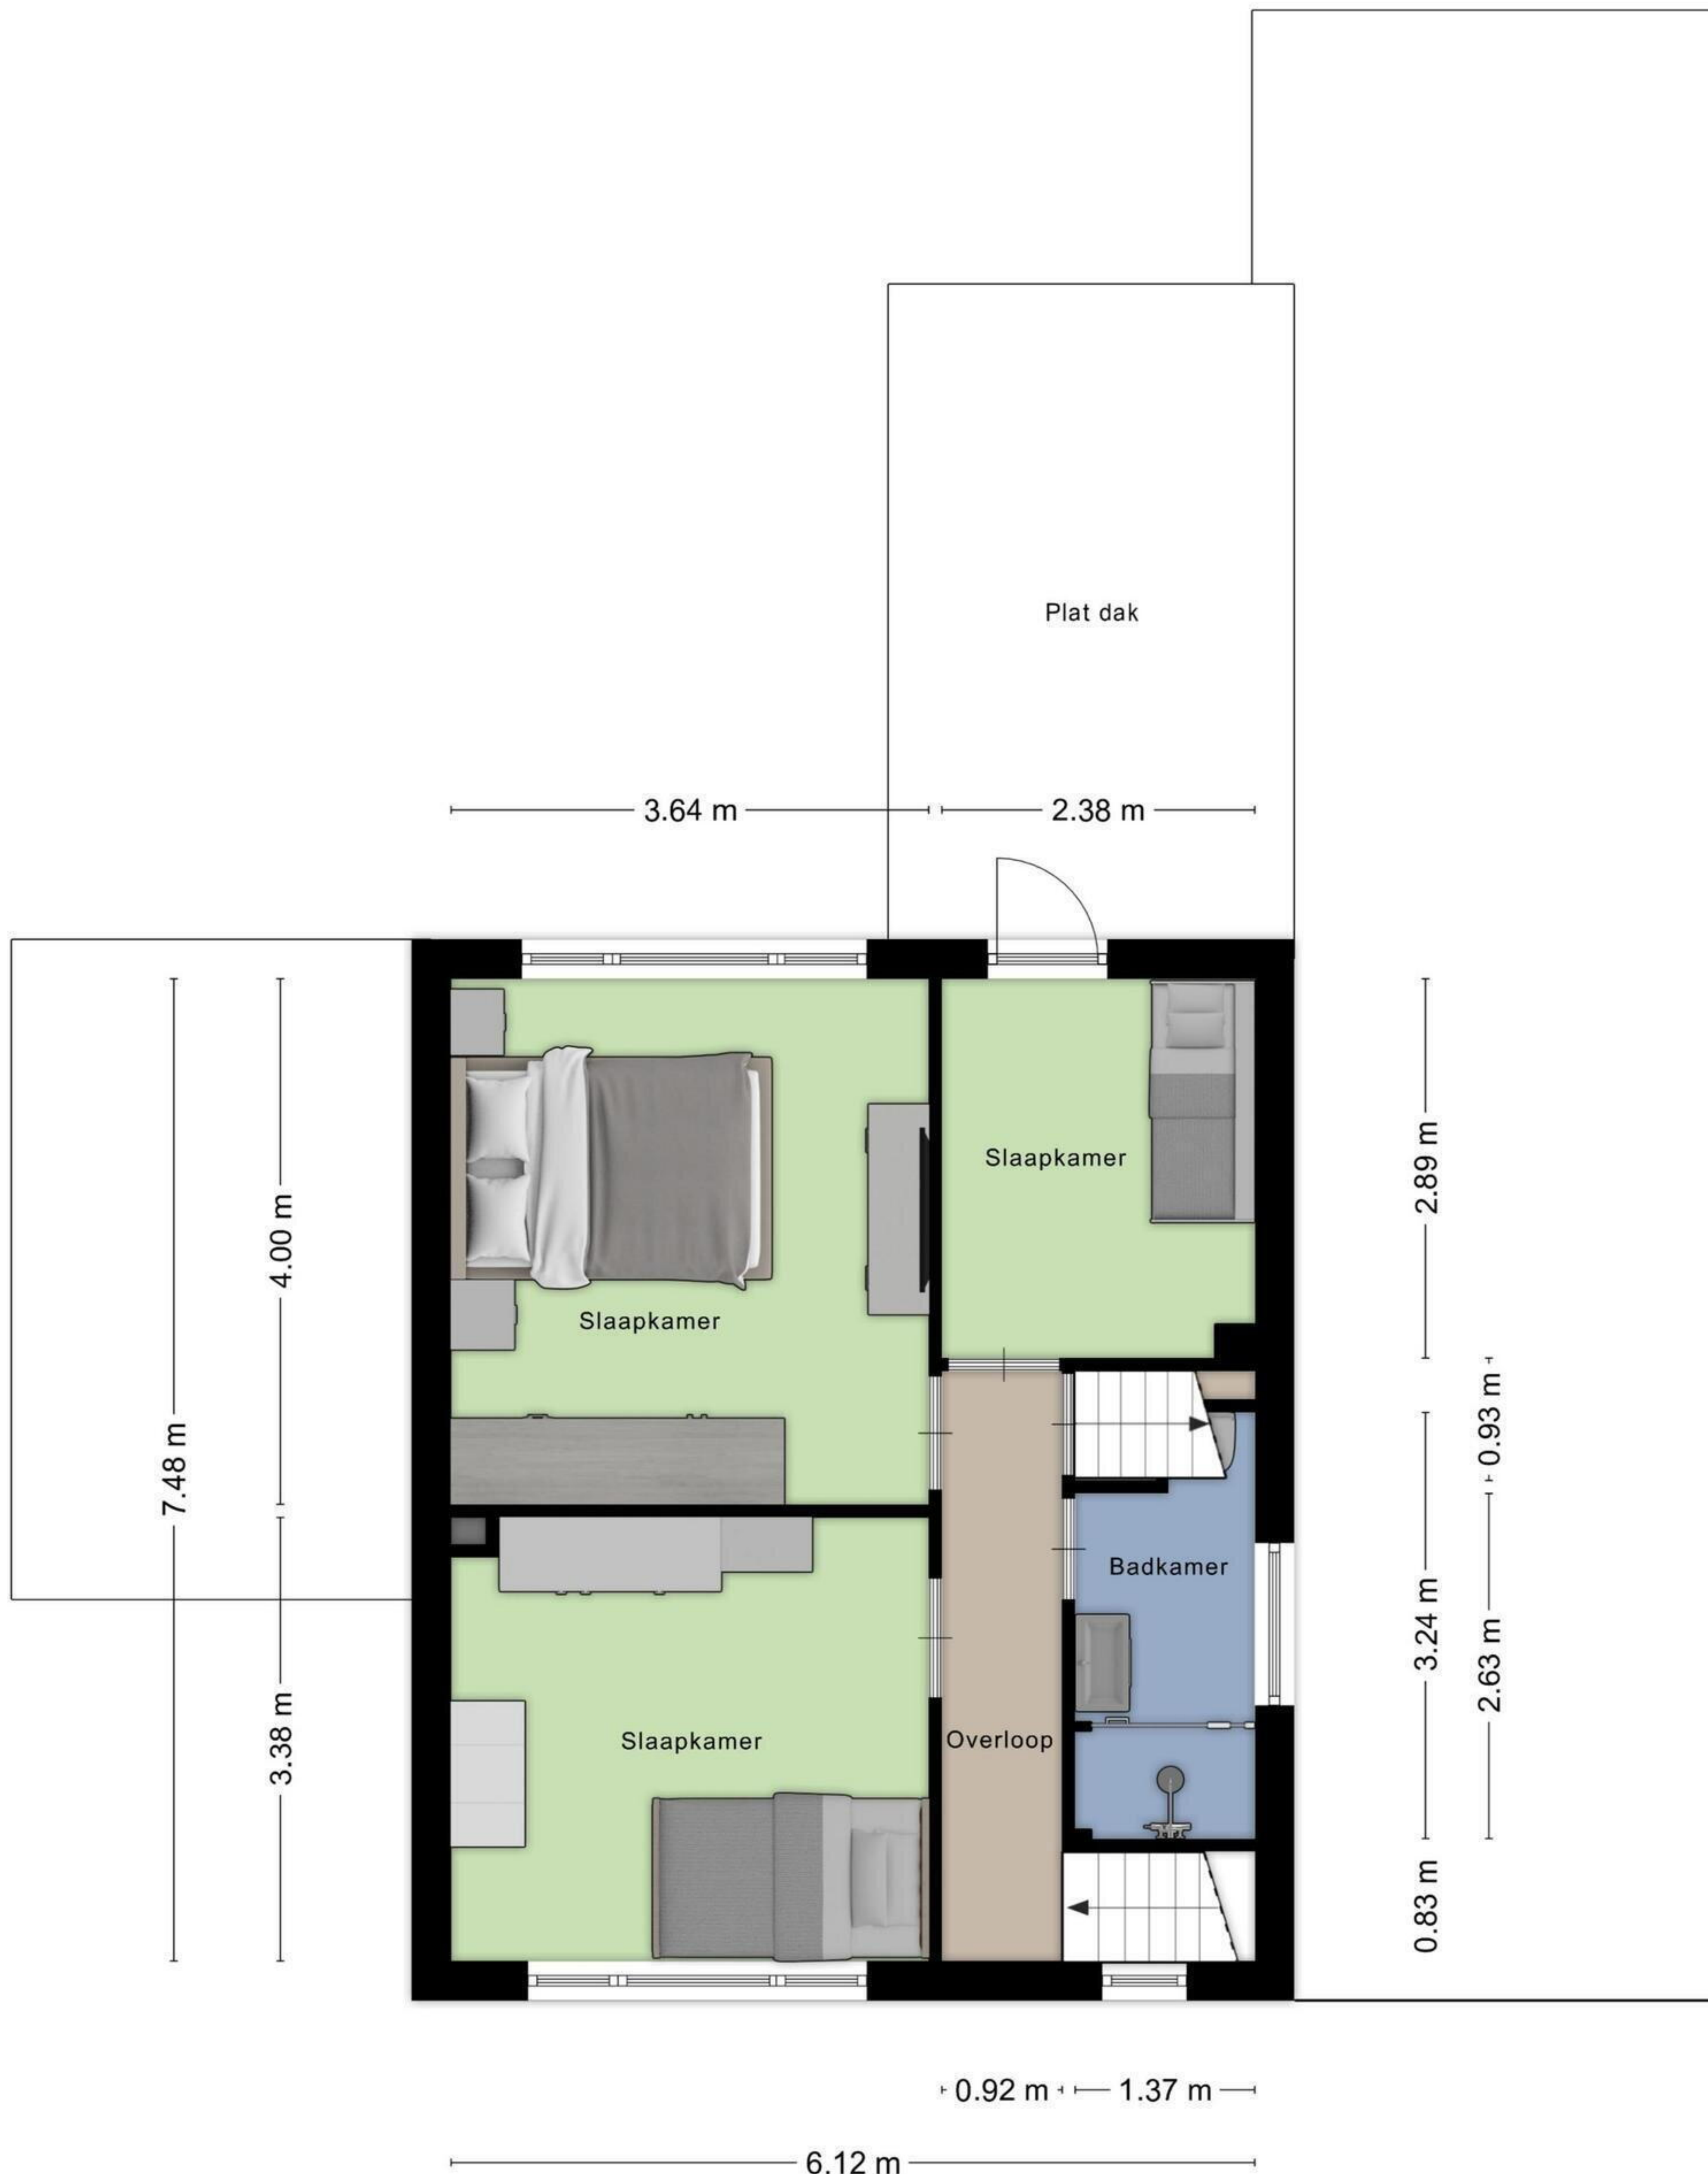 Plat dak
3.64 m
2.38 m
2.89 m
Slaapkamer
4.00 m
Slaapkamer
0.93 m
7.48 m
Badkamer
3.24 m
2.63 m
3.38 m
Slaapkamer
Overloop
0.83 m
0.92 m
1.37 m
6.12 m